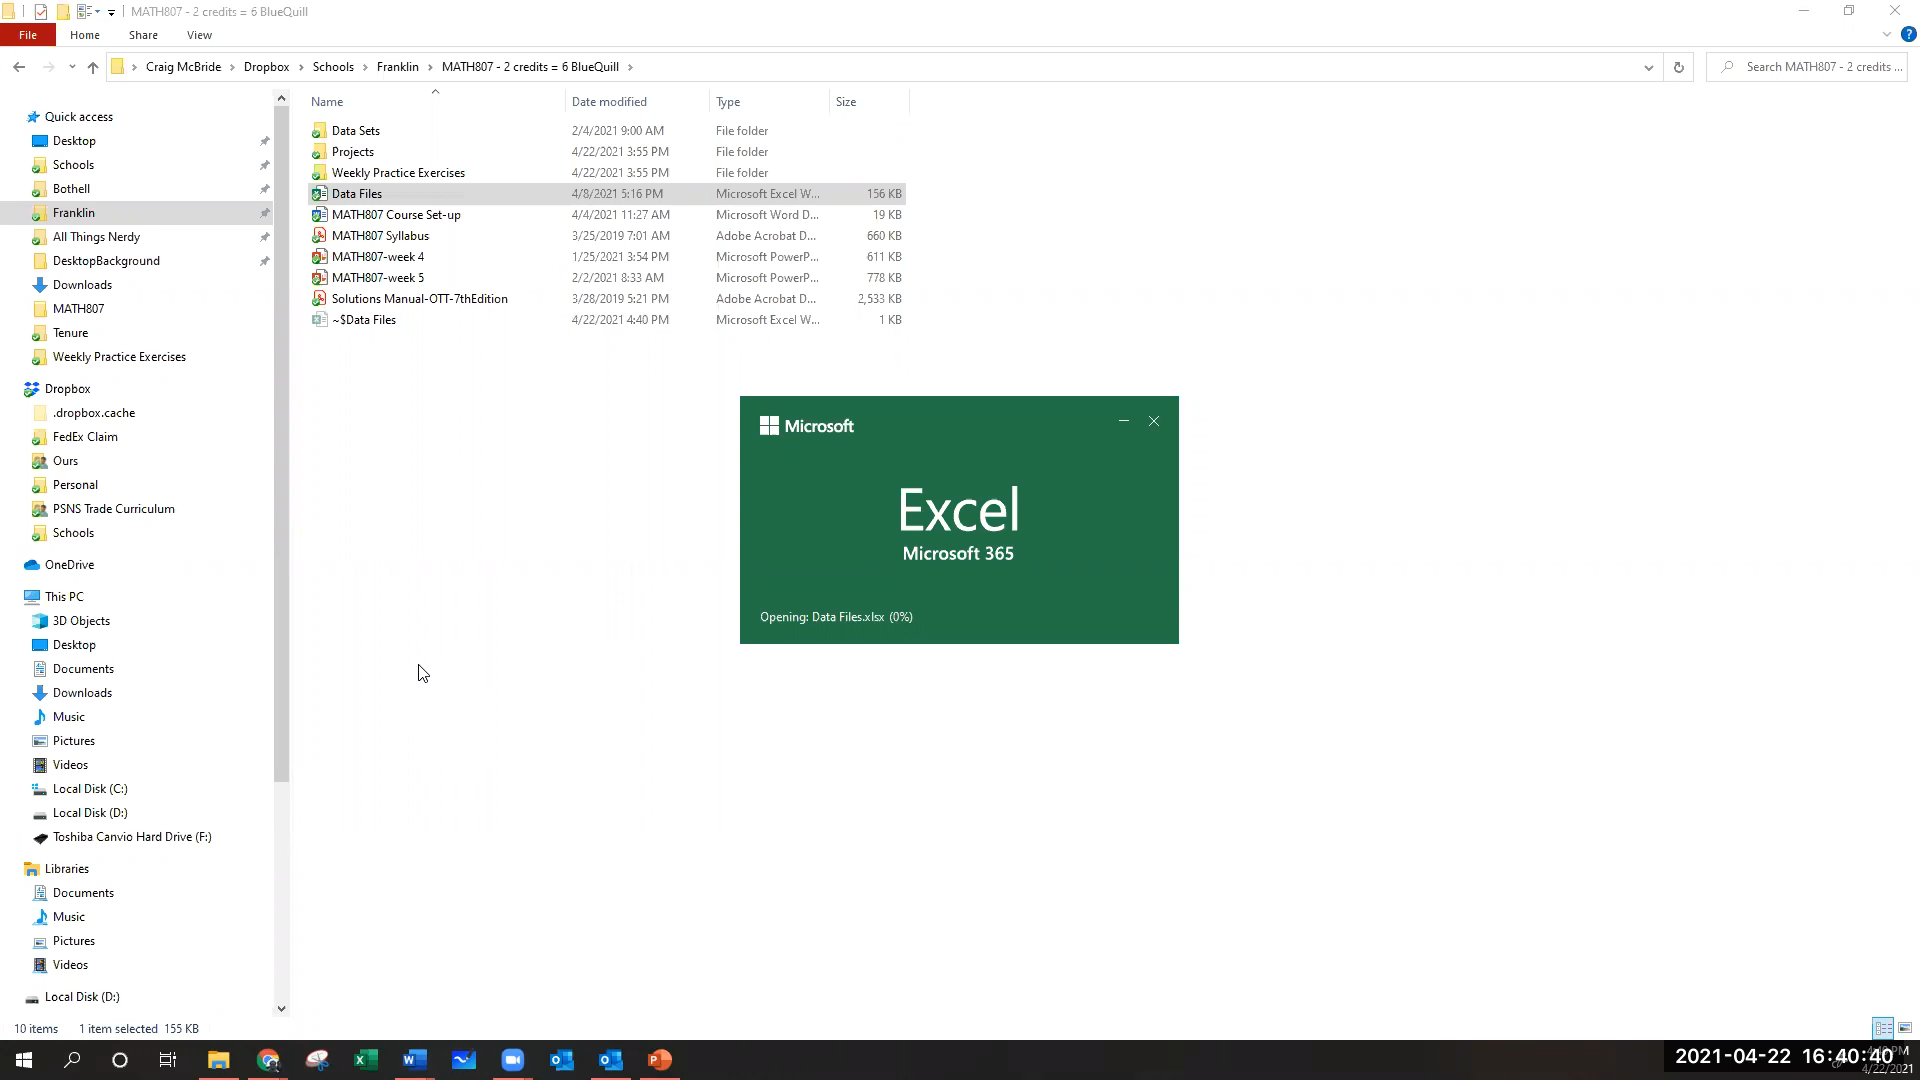 MATH807 - 2 credits = 6 BlueQuill
File Home Share View
Craig McBride Dropbox Schools Franklin MATH807 - 2 credits = 6 BlueQuill
Search MATH807 - 2 credits ...
Name Date modified Type Size
Data Sets 2/4/2021 9:00 AM File folder
Projects 4/22/2021 3:55 PM File folder
Weekly Practice Exercises 4/22/2021 3:55 PM File folder
Data Files 4/8/2021 5:16 PM Microsoft Excel W... 156 KB
MATH807 Course Set-up 4/4/2021 11:27 AM Microsoft Word D... 19 KB
MATH807 Syllabus 3/25/2019 7:01 AM Adobe Acrobat D... 660 KB
MATH807-week 4 1/25/2021 3:54 PM Microsoft PowerP... 611 KB
MATH807-week 5 2/2/2021 8:33 AM Microsoft PowerP... 778 KB
Solutions Manual-OTT-7thEdition 3/28/2019 5:21 PM Adobe Acrobat D... 2,533 KB
~$Data Files 4/22/2021 4:40 PM Microsoft Excel W... 1 KB
Quick access
Desktop
Schools
Bothell
Franklin
All Things Nerdy
DesktopBackground
Downloads
MATH807
Tenure
Weekly Practice Exercises
Dropbox
.dropbox.cache
FedEx Claim
Ours
Personal
PSNS Trade Curriculum
Schools
OneDrive
This PC
3D Objects
Desktop
Documents
Downloads
Music
Pictures
Videos
Local Disk (C:)
Local Disk (D:)
Toshiba Canvio Hard Drive (F:)
Libraries
Documents
Music
Pictures
Videos
Local Disk (D:)
Microsoft
Excel
Microsoft 365
Opening: Data Files.xlsx (0%)
10 items 1 item selected 155 KB
2021-04-22 16:40:40
4/22/2021